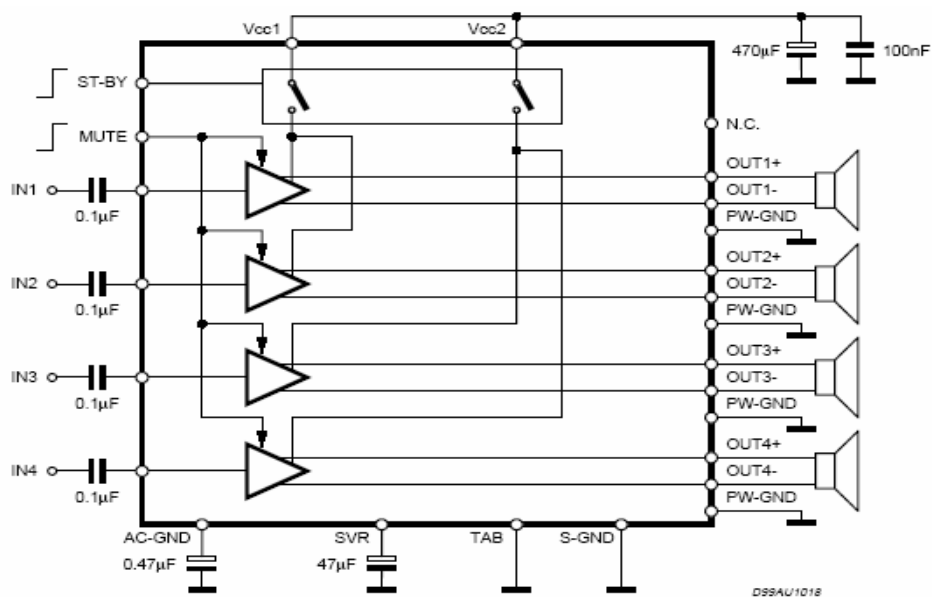 Vcc1
Vcc2
470µF
100nF
ST-BY
N.C.
MUTE
OUT1+
IN1
OUT1-
0.1µF
PW-GND
OUT2+
IN2
OUT2-
0.1µF
PW-GND
OUT3+
IN3
OUT3-
0.1µF
PW-GND
OUT4+
IN4
OUT4-
0.1µF
PW-GND
AC-GND
SVR
TAB
S-GND
0.47µF
47µF
D99AU1018